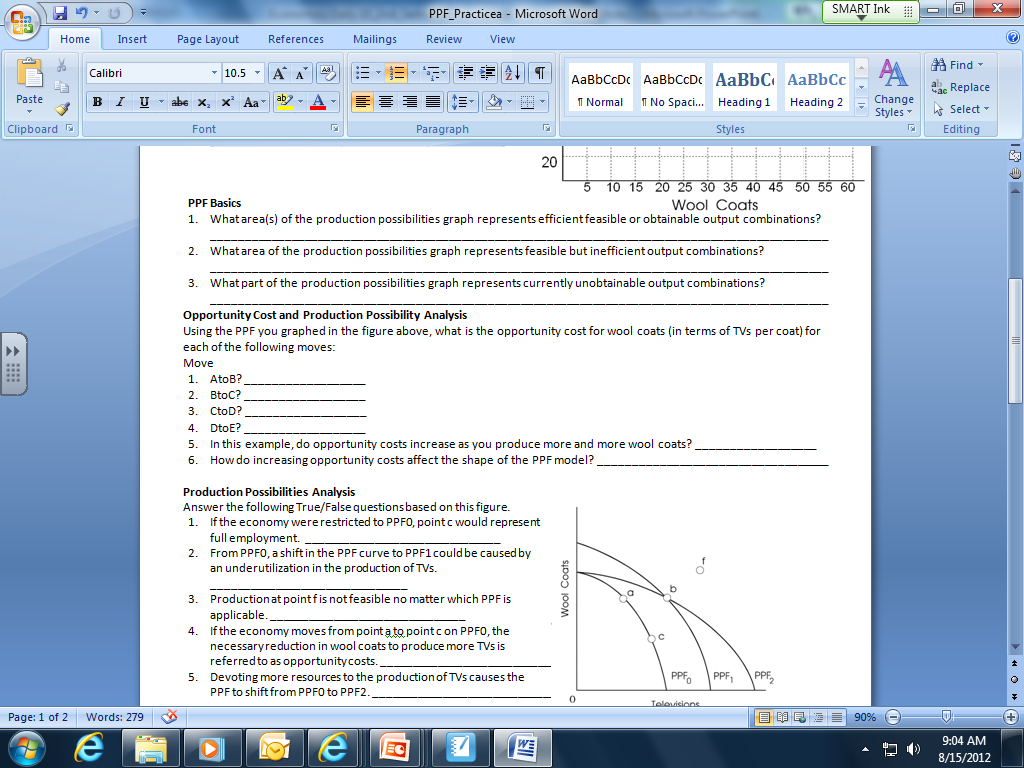 PPF_Practicea - Microsoft Word
SMART Ink
Home Insert Page Layout References Mailings Review View
Calibri 10.5
Paste
B I U abc X₂ X² Aa
AaBbCcDc AaBbCcDc AaBbC AaBbCc
¶ Normal ¶ No Spaci... Heading 1 Heading 2
Change Styles
Find
Replace
Select
Clipboard Font Paragraph Styles Editing
20
5 10 15 20 25 30 35 40 45 50 55 60
Wool Coats
PPF Basics
1. What area(s) of the production possibilities graph represents efficient feasible or obtainable output combinations?
2. What area of the production possibilities graph represents feasible but inefficient output combinations?
3. What part of the production possibilities graph represents currently unobtainable output combinations?
Opportunity Cost and Production Possibility Analysis
Using the PPF you graphed in the figure above, what is the opportunity cost for wool coats (in terms of TVs per coat) for
each of the following moves:
Move
1. AtoB? ___________________
2. BtoC? ___________________
3. CtoD? ___________________
4. DtoE? ___________________
5. In this example, do opportunity costs increase as you produce more and more wool coats? ___________________
6. How do increasing opportunity costs affect the shape of the PPF model? ____________________________________
Production Possibilities Analysis
Answer the following True/False questions based on this figure.
1. If the economy were restricted to PPF0, point c would represent
full employment. ______________________________
2. From PPF0, a shift in the PPF curve to PPF1 could be caused by
an underutilization in the production of TVs.
3. Production at point f is not feasible no matter which PPF is
applicable. ______________________________
4. If the economy moves from point a to point c on PPF0, the
necessary reduction in wool coats to produce more TVs is
referred to as opportunity costs. ___________________________
5. Devoting more resources to the production of TVs causes the
PPF to shift from PPF0 to PPF2. ____________________________
Wool Coats
f
a
b
c
PPF₀ PPF₁ PPF₂
0
Televisions
Page: 1 of 2 Words: 279 90%
9:04 AM
8/15/2012